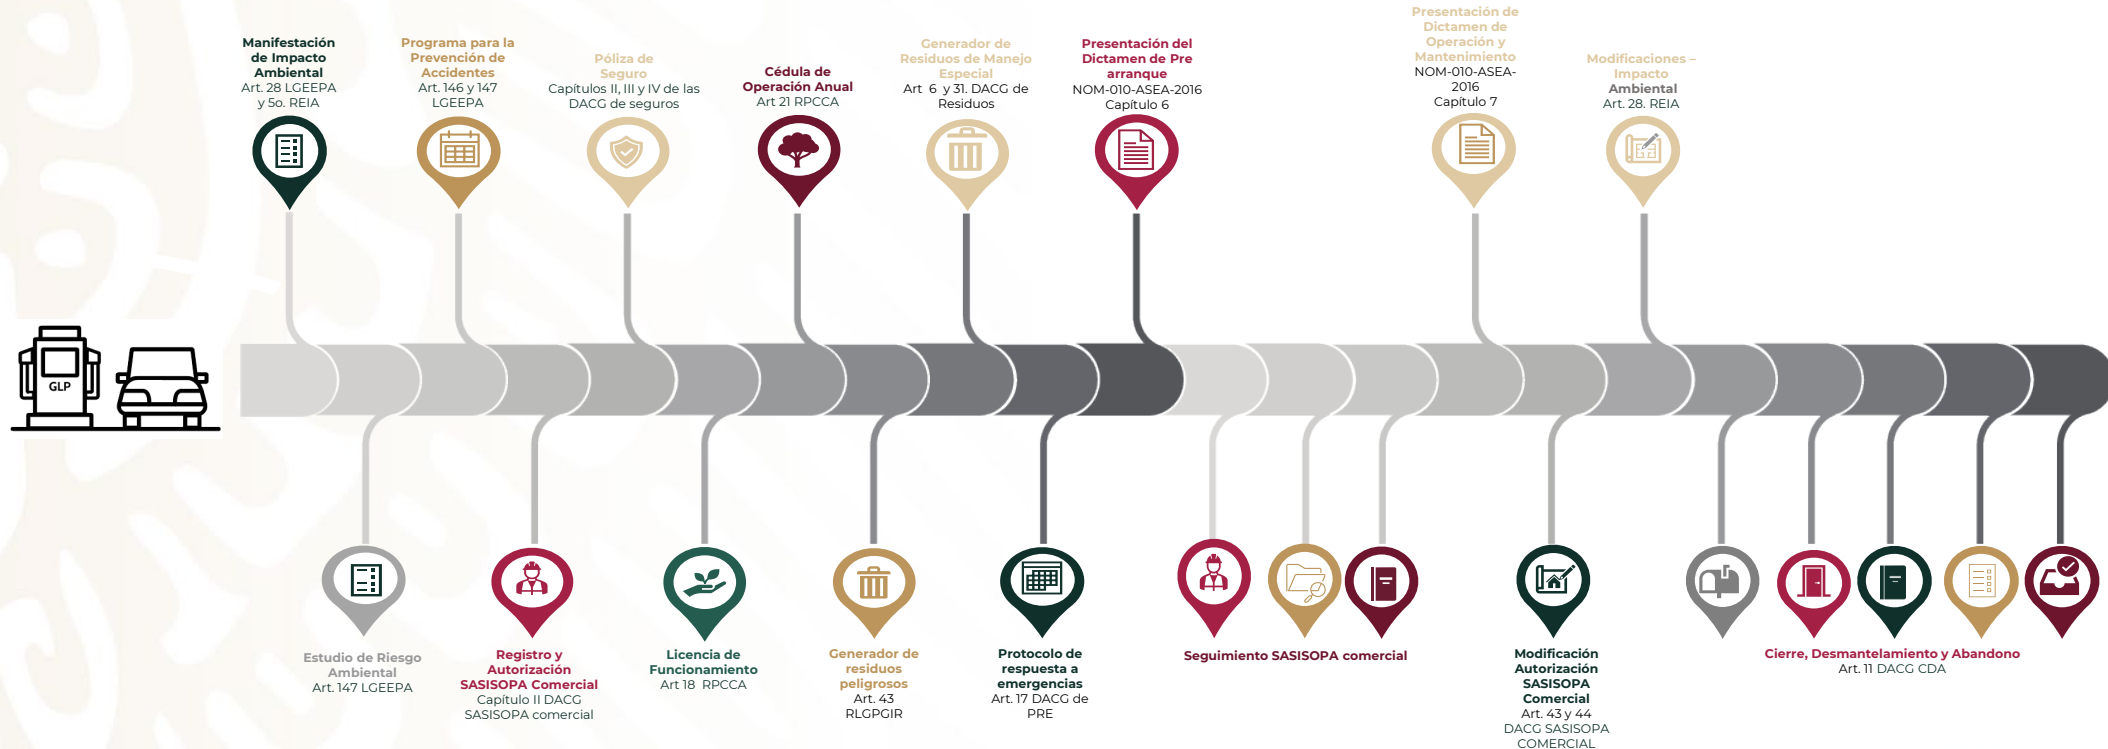 Manifestación
de Impacto
Ambiental
Art. 28 LGEEPA
y 5o. REIA
Programa para la
Prevención de
Accidentes
Art. 146 y 147
LGEEPA
Póliza de
Seguro
Capítulos II, III y IV de las
DACG de seguros
Cédula de
Operación Anual
Art 21 RPCCA
Generador de
Residuos de Manejo
Especial
Art 6 y 31. DACG de
Residuos
Presentación del
Dictamen de Pre
arranque
NOM-010-ASEA-2016
Capítulo 6
Presentación de
Dictamen de
Operación y
Mantenimiento
NOM-010-ASEA-
2016
Capítulo 7
Modificaciones –
Impacto
Ambiental
Art. 28. REIA
GLP
Estudio de Riesgo
Ambiental
Art. 147 LGEEPA
Registro y
Autorización
SASISOPA Comercial
Capítulo II DACG
SASISOPA comercial
Licencia de
Funcionamiento
Art 18 RPCCA
Generador de
residuos
peligrosos
Art. 43
RLGPGIR
Protocolo de
respuesta a
emergencias
Art. 17 DACG de
PRE
Seguimiento SASISOPA comercial
Modificación
Autorización
SASISOPA
Comercial
Art. 43 y 44
DACG SASISOPA
COMERCIAL
Cierre, Desmantelamiento y Abandono
Art. 11 DACG CDA